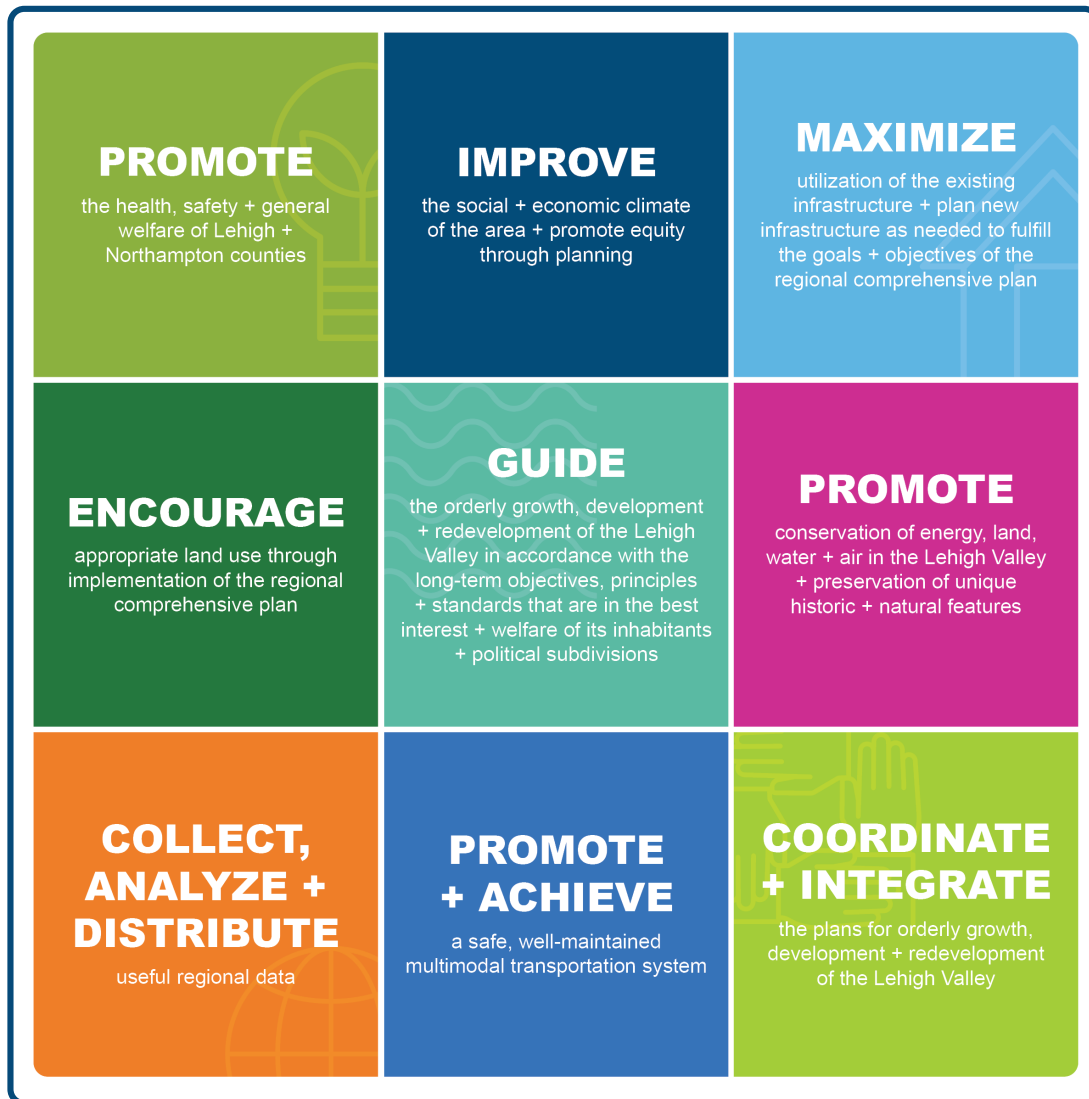 PROMOTE
the health, safety + general
welfare of Lehigh +
Northampton counties
IMPROVE
the social + economic climate
of the area + promote equity
through planning
MAXIMIZE
utilization of the existing
infrastructure + plan new
infrastructure as needed to fulfill
the goals + objectives of the
regional comprehensive plan
ENCOURAGE
appropriate land use through
implementation of the regional
comprehensive plan
GUIDE
the orderly growth, development
+ redevelopment of the Lehigh
Valley in accordance with the
long-term objectives, principles
+ standards that are in the best
interest + welfare of its inhabitants
+ political subdivisions
PROMOTE
conservation of energy, land,
water + air in the Lehigh Valley
+ preservation of unique
historic + natural features
COLLECT,
ANALYZE +
DISTRIBUTE
useful regional data
PROMOTE
+ ACHIEVE
a safe, well-maintained
multimodal transportation system
COORDINATE
+ INTEGRATE
the plans for orderly growth,
development + redevelopment
of the Lehigh Valley